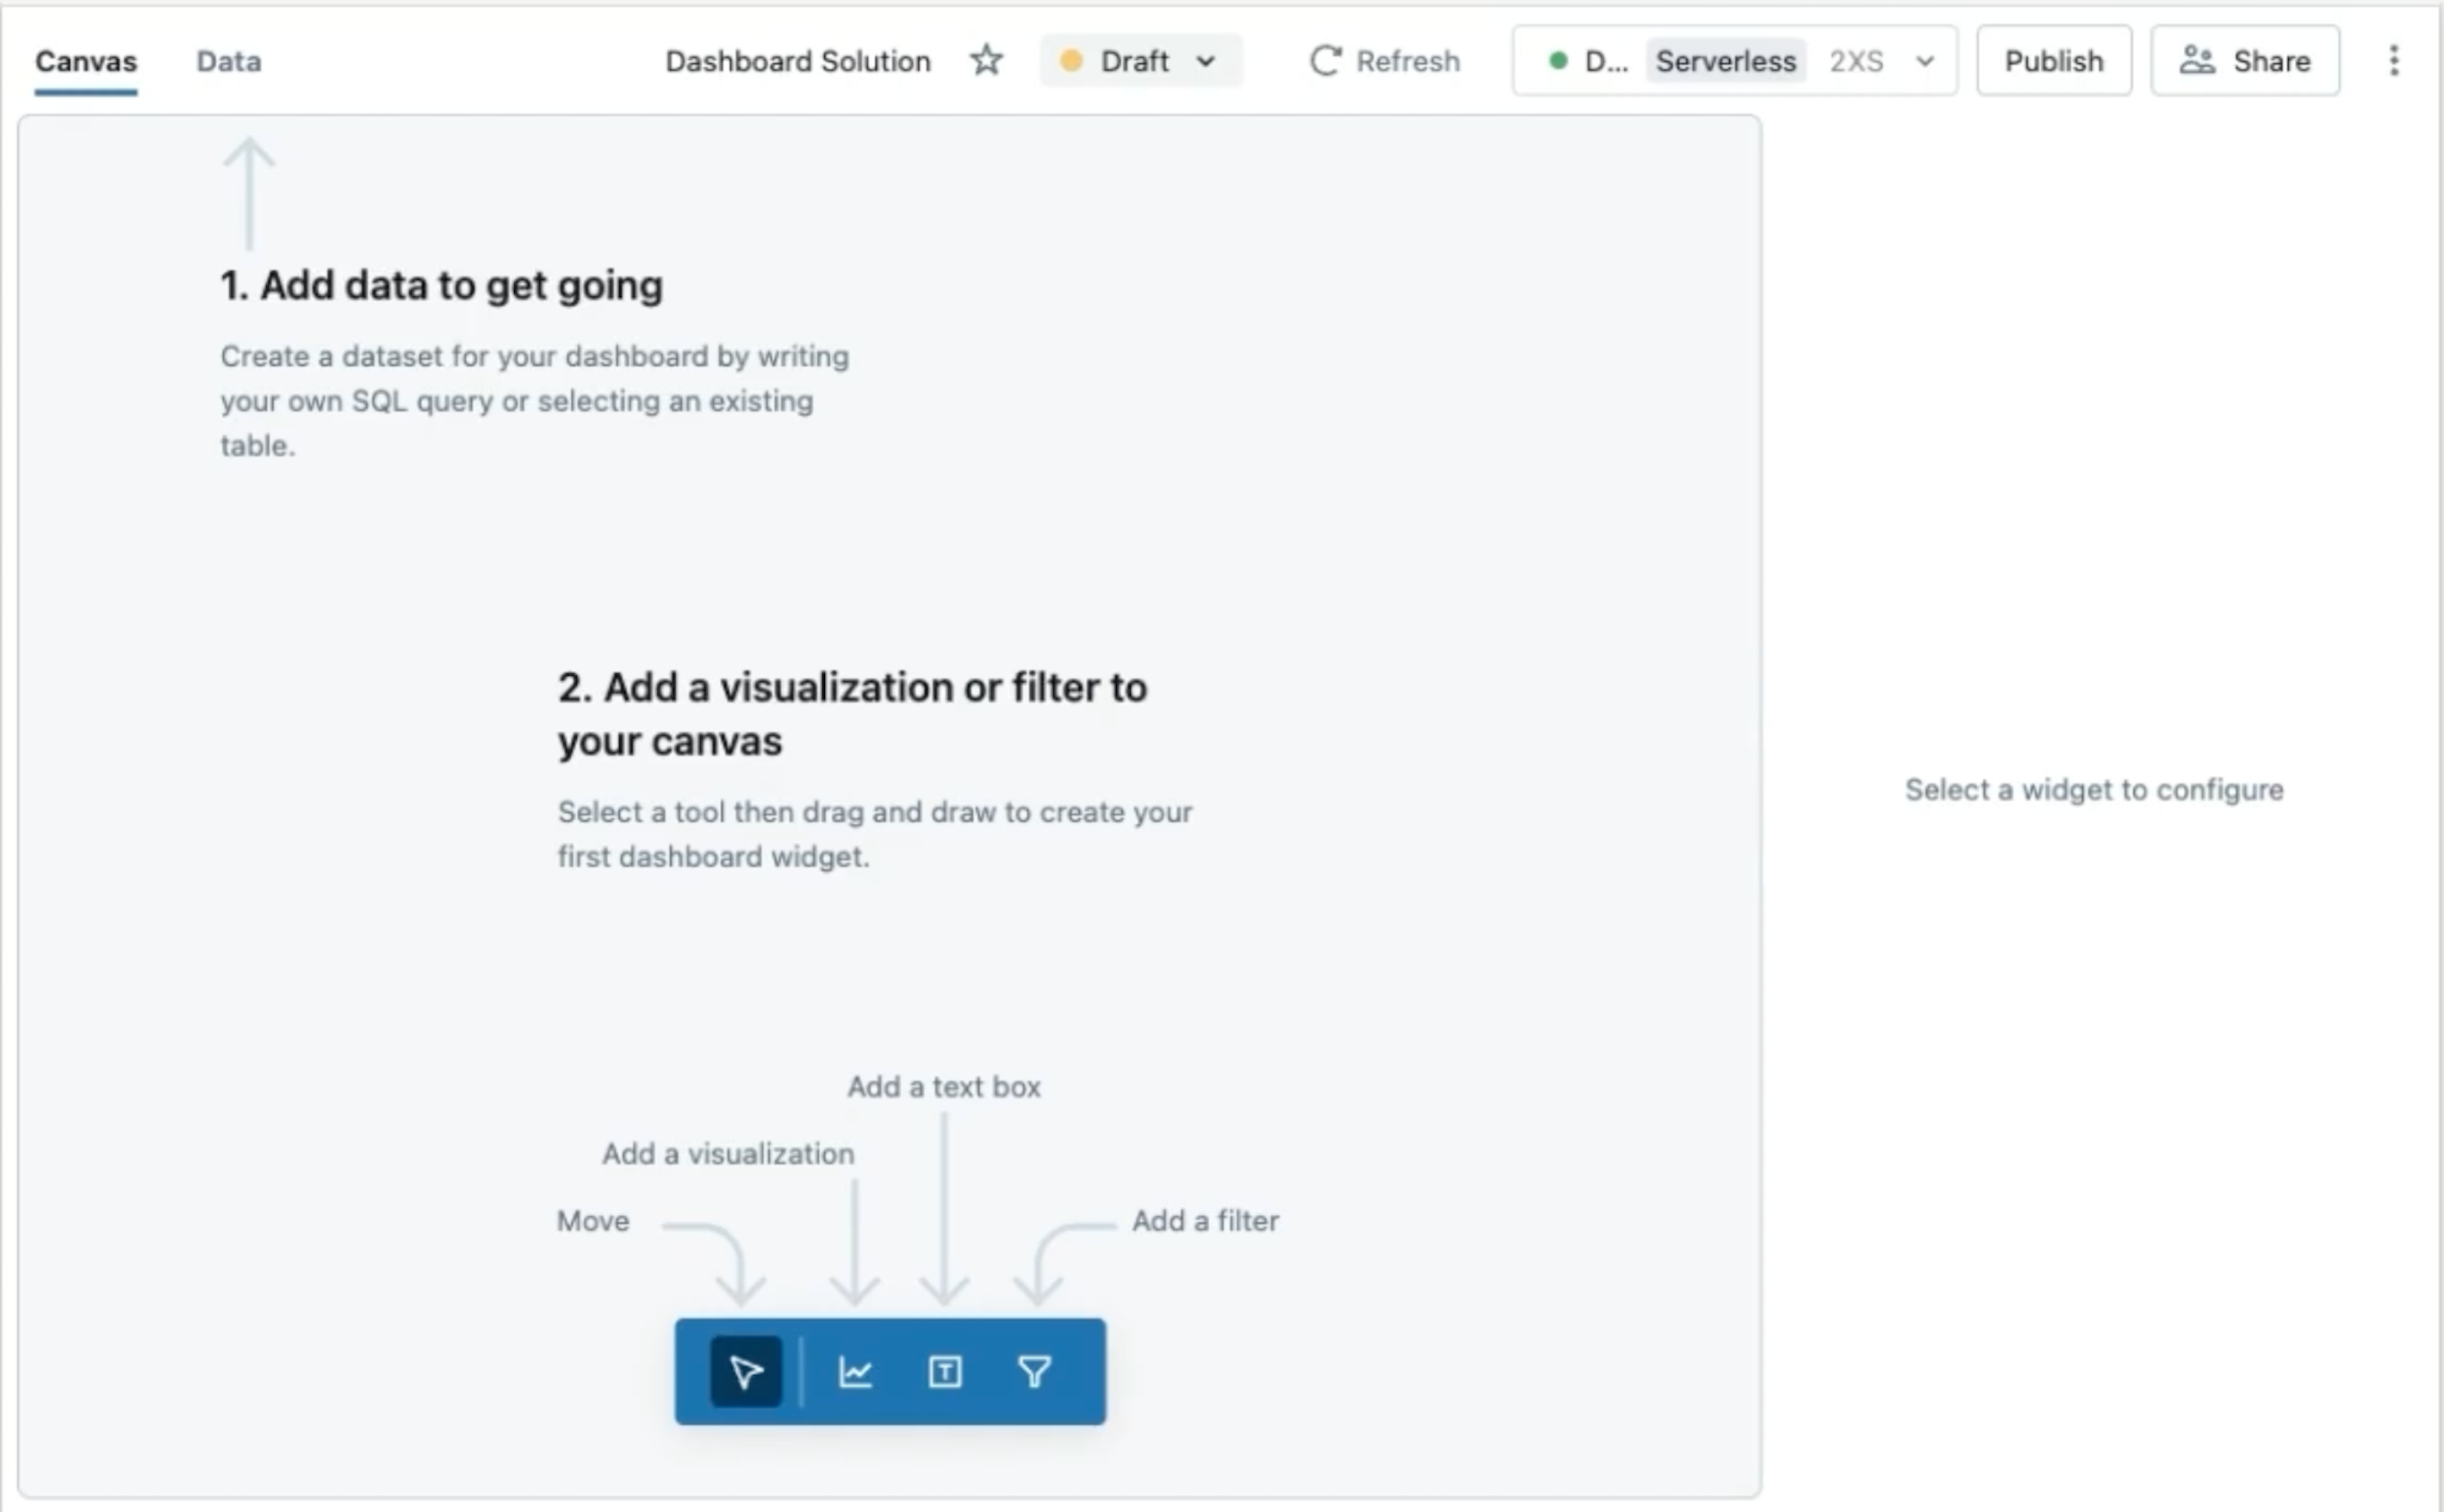 Canvas Data Dashboard Solution Draft Refresh D... Serverless 2XS Publish Share
1. Add data to get going
Create a dataset for your dashboard by writing
your own SQL query or selecting an existing
table.
2. Add a visualization or filter to
your canvas
Select a tool then drag and draw to create your
first dashboard widget.
Select a widget to configure
Add a text box
Add a visualization
Move
Add a filter
T